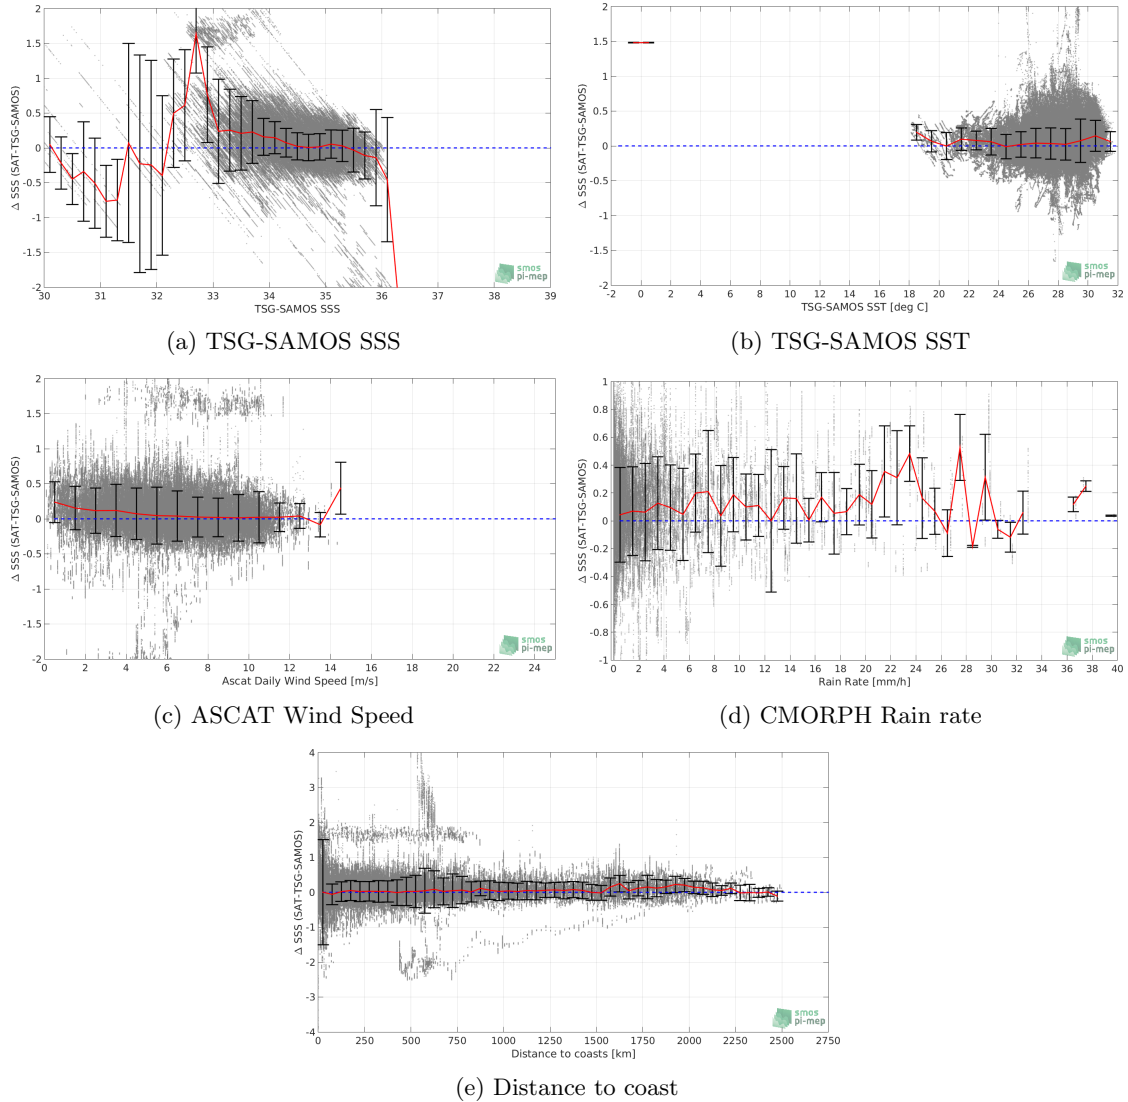 2
1.5
1
0.5
0
-0.5
-1
-1.5
-2
Δ SSS (SAT-TSG-SAMOS)
30 31 32 33 34 35 36 37 38 39
TSG-SAMOS SSS
smos
pi-mep
(a) TSG-SAMOS SSS
2
1.5
1
0.5
0
-0.5
-1
-1.5
-2
Δ SSS (SAT-TSG-SAMOS)
-2 0 2 4 6 8 10 12 14 16 18 20 22 24 26 28 30 32
TSG-SAMOS SST [deg C]
smos
pi-mep
(b) TSG-SAMOS SST
2
1.5
1
0.5
0
-0.5
-1
-1.5
-2
Δ SSS (SAT-TSG-SAMOS)
0 2 4 6 8 10 12 14 16 18 20 22 24
Ascat Daily Wind Speed [m/s]
smos
pi-mep
(c) ASCAT Wind Speed
1
0.8
0.6
0.4
0.2
0
-0.2
-0.4
-0.6
-0.8
-1
Δ SSS (SAT-TSG-SAMOS)
0 2 4 6 8 10 12 14 16 18 20 22 24 26 28 30 32 34 36 38 40
Rain Rate [mm/h]
smos
pi-mep
(d) CMORPH Rain rate
4
3
2
1
0
-1
-2
-3
-4
Δ SSS (SAT-TSG-SAMOS)
0 250 500 750 1000 1250 1500 1750 2000 2250 2500 2750
Distance to coasts [km]
smos
pi-mep
(e) Distance to coast